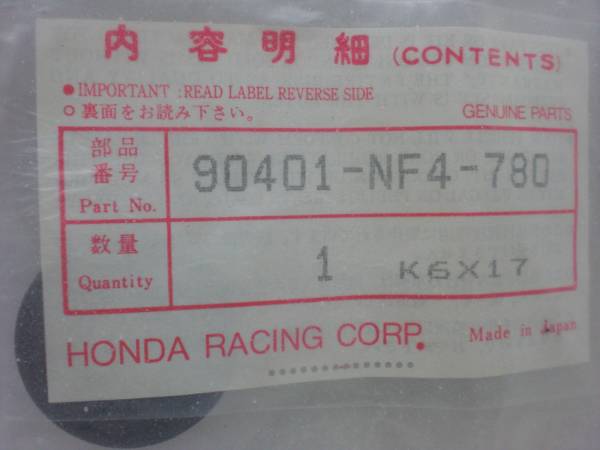 内容明細 (CONTENTS)
●IMPORTANT :READ LABEL REVERSE SIDE
○裏面をお読み下さい。
GENUINE PARTS
部品番号
Part No.
90401-NF4-780
数量
Quantity
1 K6X17
HONDA RACING CORP.
Made in Japan